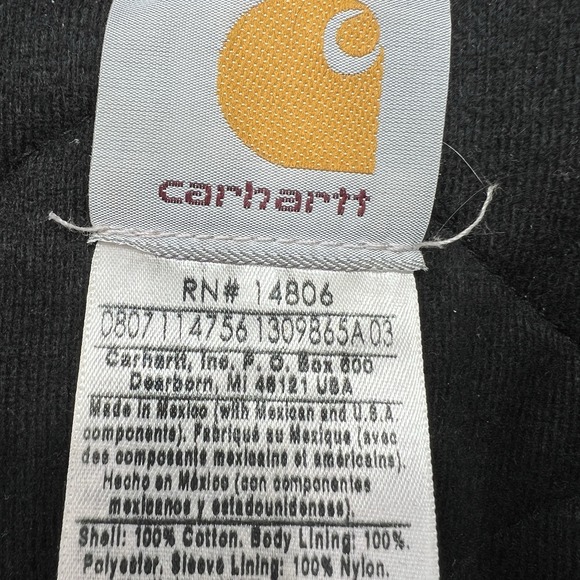 carhartt
RN# 14806
0807114756 1309865A 03
Carhartt, Inc, P. O. Box 600
Dearborn, MI 48121 USA
Made in Mexico (with Mexican and U.S.A
components). Fabriqué au Mexique (avec
des composants mexicains et américains).
Hecho en México (con componentes
mexicanos y estadounidenses).
Shell: 100% Cotton. Body Lining: 100%.
Polyester, Sleeve Lining: 100% Nylon.